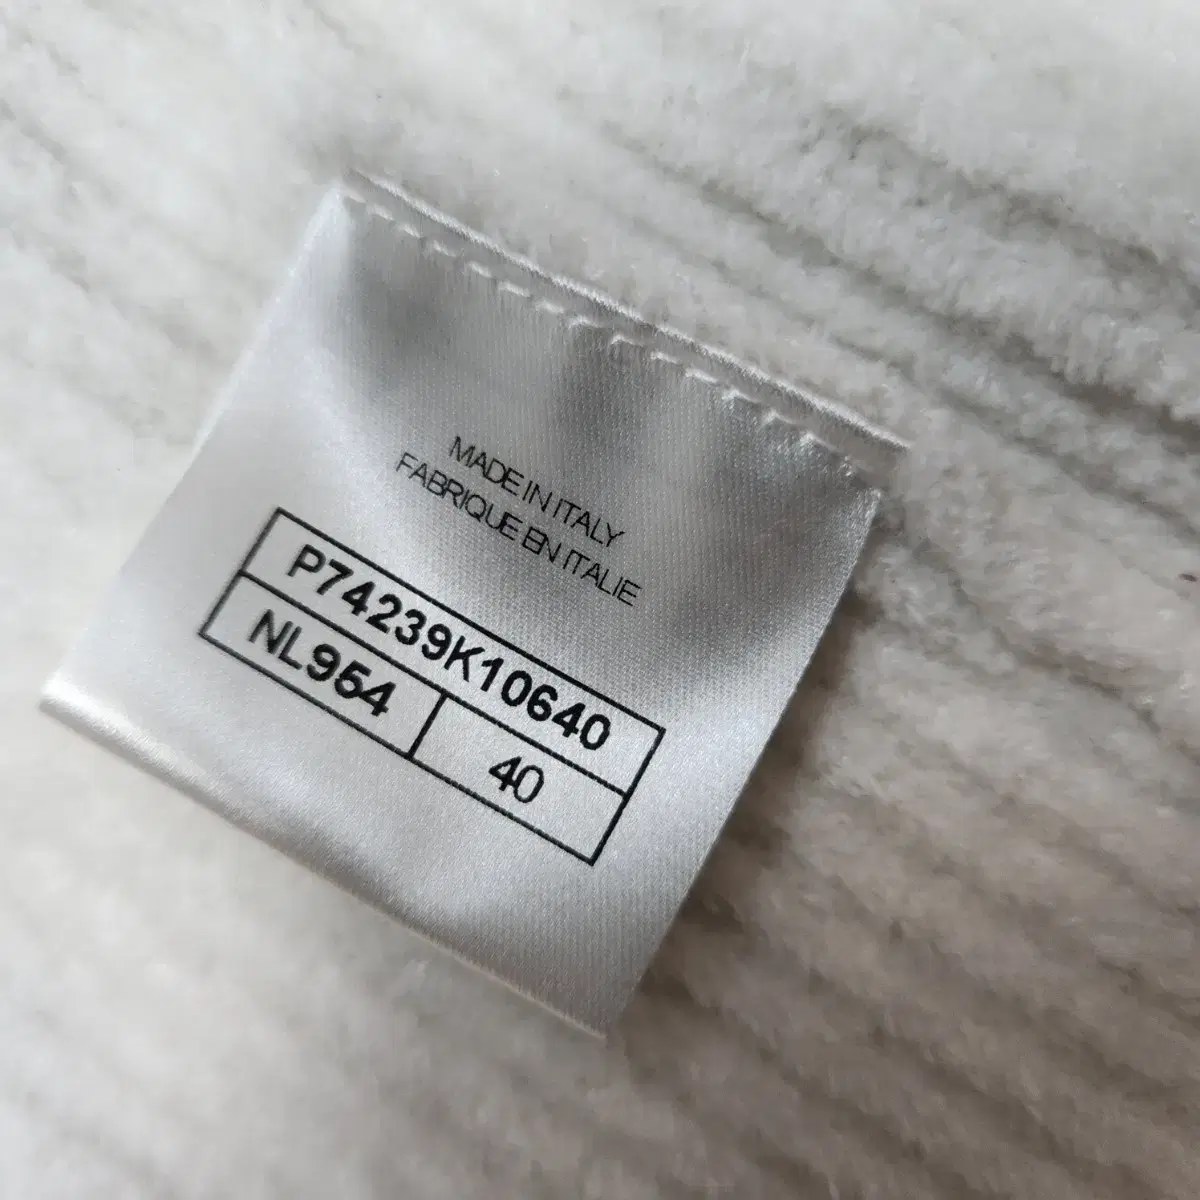 MADE IN ITALY
FABRIQUE EN ITALIE
P74239K10640
NL954
40